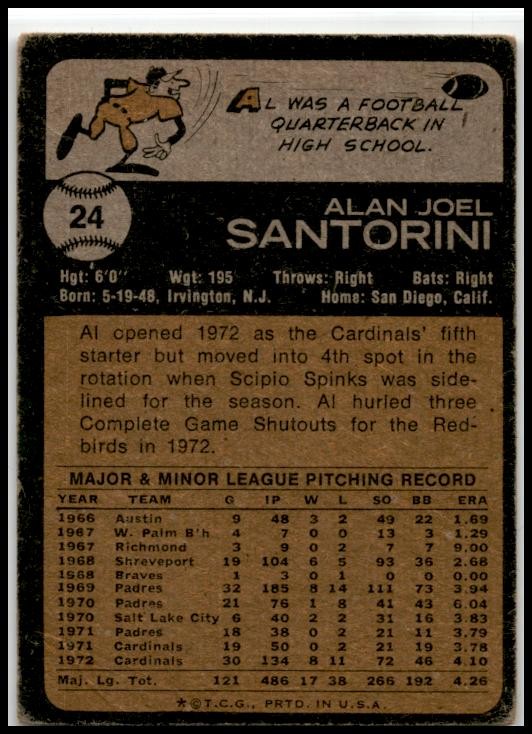 AL WAS A FOOTBALL
QUARTERBACK IN
HIGH SCHOOL.
24
ALAN JOEL
SANTORINI
Hgt: 6'0" Wgt: 195 Throws: Right Bats: Right
Born: 5-19-48, Irvington, N.J. Home: San Diego, Calif.
Al opened 1972 as the Cardinals' fifth
starter but moved into 4th spot in the
rotation when Scipio Spinks was side-
lined for the season. Al hurled three
Complete Game Shutouts for the Red-
birds in 1972.
MAJOR & MINOR LEAGUE PITCHING RECORD
YEAR TEAM G IP W L SO BB ERA
1966 Austin 9 48 3 2 49 22 1.69
1967 W. Palm B'h 4 7 0 0 13 3 1.29
1967 Richmond 3 9 0 2 7 7 9.00
1968 Shreveport 19 104 6 5 93 36 2.68
1968 Braves 1 3 0 1 0 0 0.00
1969 Padres 32 185 8 14 111 73 3.94
1970 Padres 21 76 1 8 41 43 6.04
1970 Salt Lake City 6 40 2 2 31 16 3.83
1971 Padres 18 38 0 2 21 11 3.79
1971 Cardinals 19 50 0 2 21 19 3.78
1972 Cardinals 30 134 8 11 72 46 4.10
Maj. Lg. Tot. 121 486 17 38 266 192 4.26
*©T.C.G., PRTD. IN U.S.A.